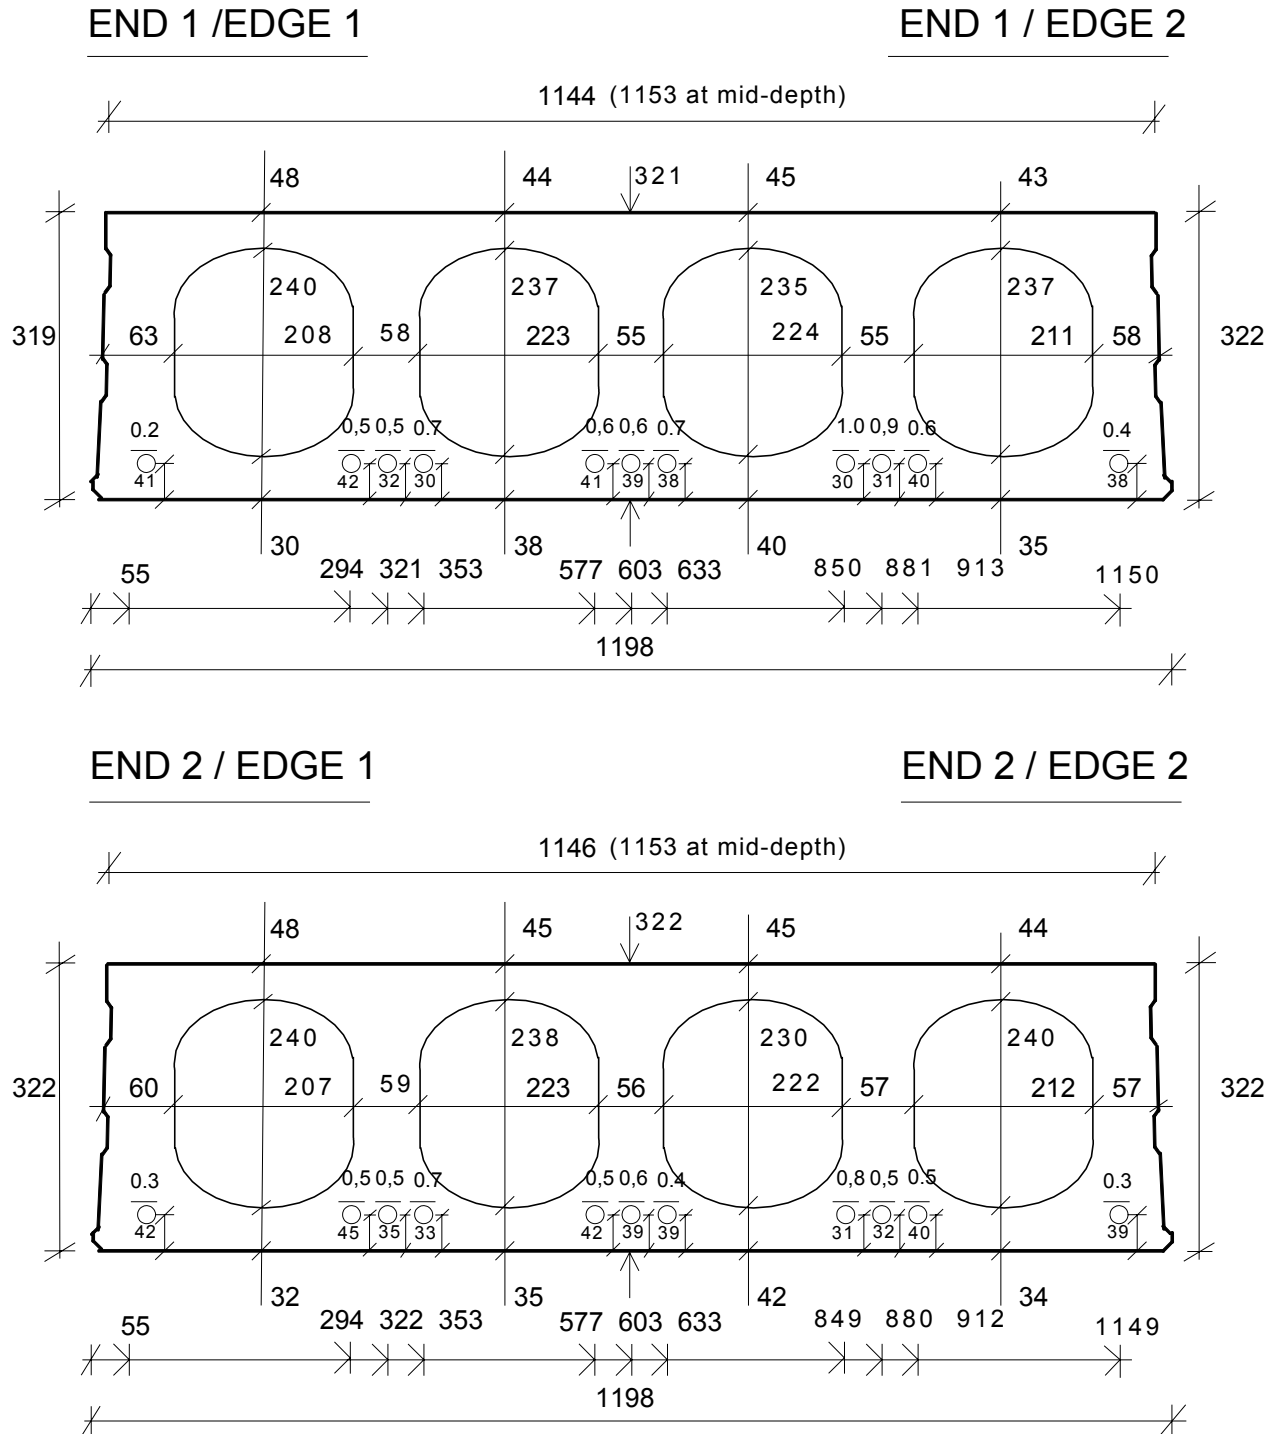 END 1 /EDGE 1 END 1 / EDGE 2
1144 (1153 at mid-depth)
48 44 321 45 43
240 237 235 237
319 63 208 58 223 55 224 55 211 58 322
0.2 0,5 0,5 0.7 0,6 0,6 0.7 1.0 0,9 0.6 0.4
41 42 32 30 41 39 38 30 31 40 38
30 38 40 35
55 294 321 353 577 603 633 850 881 913 1150
1198
END 2 / EDGE 1 END 2 / EDGE 2
1146 (1153 at mid-depth)
48 45 322 45 44
240 238 230 240
322 60 207 59 223 56 222 57 212 57 322
0.3 0,5 0,5 0.7 0,5 0,6 0.4 0,8 0,5 0.5 0.3
42 45 35 33 42 39 39 31 32 40 39
32 35 42 34
55 294 322 353 577 603 633 849 880 912 1149
1198